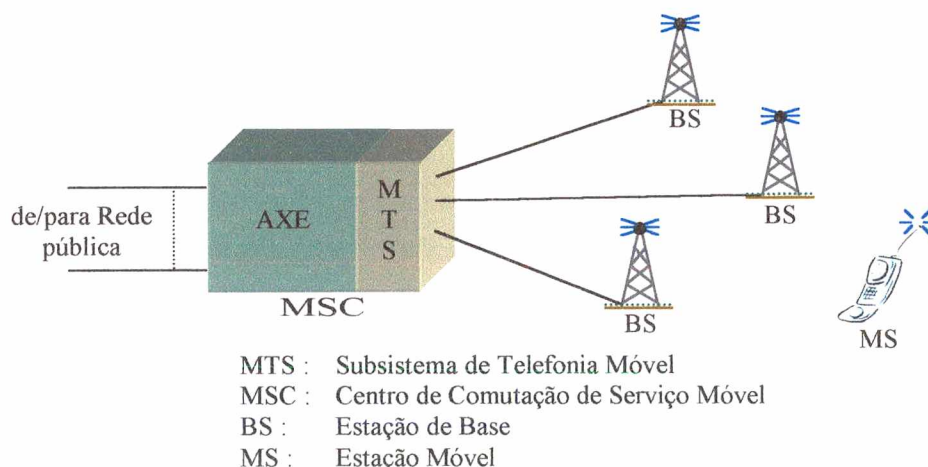 BS
BS
de/para Rede
pública
AXE
M
T
S
MSC
BS
MS
MTS : Subsistema de Telefonia Móvel
MSC : Centro de Comutação de Serviço Móvel
BS : Estação de Base
MS : Estação Móvel